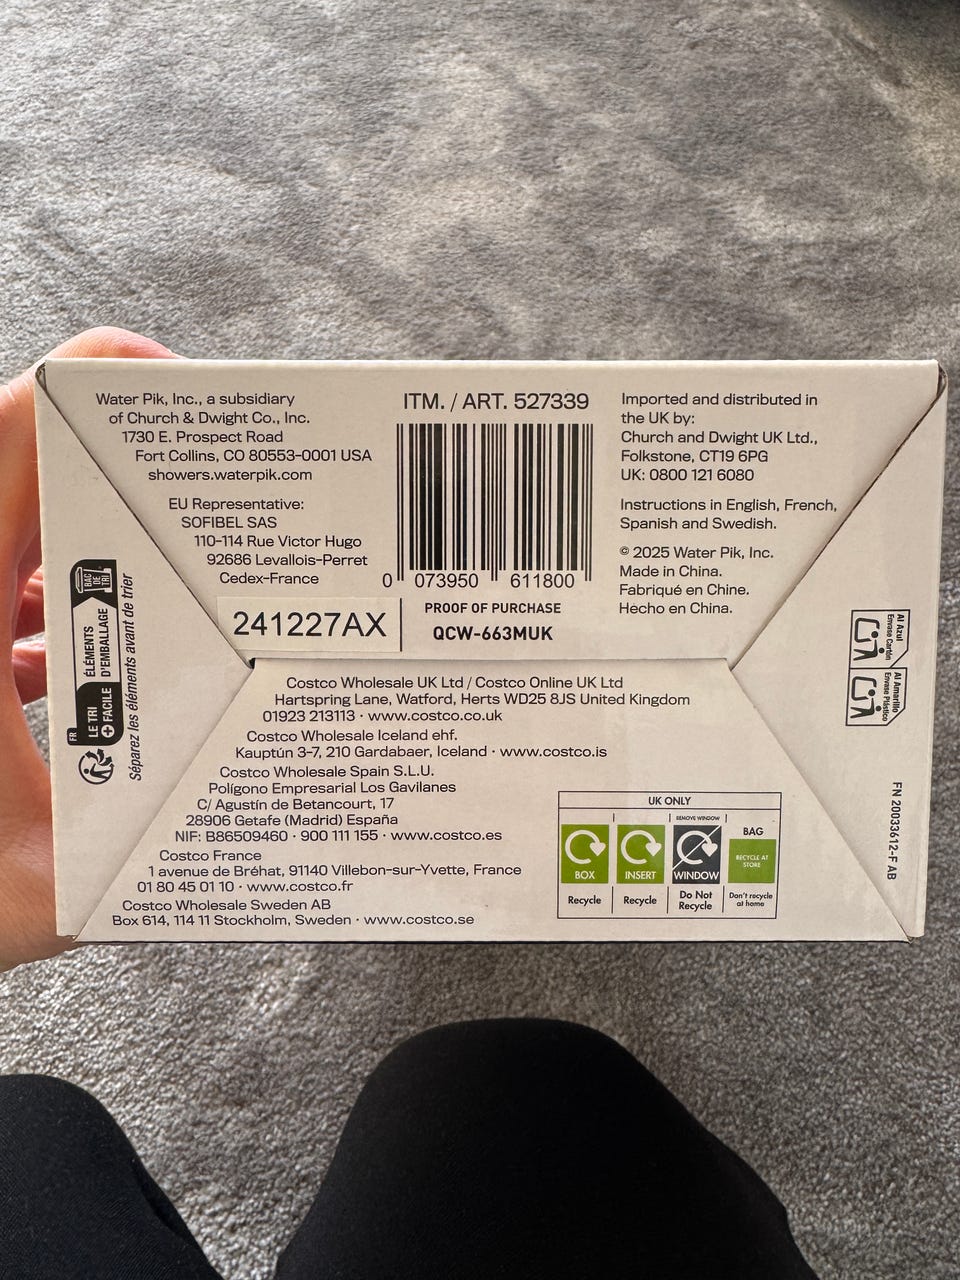 Water Pik, Inc., a subsidiary
of Church & Dwight Co., Inc.
1730 E. Prospect Road
Fort Collins, CO 80553-0001 USA
showers.waterpik.com
EU Representative:
SOFIBEL SAS
110-114 Rue Victor Hugo
92686 Levallois-Perret
Cedex-France
241227AX
ITM. / ART. 527339
0 073950 611800
PROOF OF PURCHASE
QCW-663MUK
Imported and distributed in
the UK by:
Church and Dwight UK Ltd.,
Folkstone, CT19 6PG
UK: 0800 121 6080
Instructions in English, French,
Spanish and Swedish.
© 2025 Water Pik, Inc.
Made in China.
Fabriqué en Chine.
Hecho en China.
FR
LE TRI
+ FACILE
ÉLÉMENTS
D'EMBALLAGE
BAC
DE
TRI
Séparez les éléments avant de trier
Al Azul
Envase Cartón
Al Amarillo
Envase Plástico
FN 20033612-F AB
Costco Wholesale UK Ltd / Costco Online UK Ltd
Hartspring Lane, Watford, Herts WD25 8JS United Kingdom
01923 213113 · www.costco.co.uk
Costco Wholesale Iceland ehf.
Kauptún 3-7, 210 Gardabaer, Iceland · www.costco.is
Costco Wholesale Spain S.L.U.
Polígono Empresarial Los Gavilanes
C/ Agustín de Betancourt, 17
28906 Getafe (Madrid) España
NIF: B86509460 · 900 111 155 · www.costco.es
Costco France
1 avenue de Bréhat, 91140 Villebon-sur-Yvette, France
01 80 45 01 10 · www.costco.fr
Costco Wholesale Sweden AB
Box 614, 114 11 Stockholm, Sweden · www.costco.se
UK ONLY
BOX
Recycle
INSERT
Recycle
REMOVE WINDOW
WINDOW
Do Not
Recycle
BAG
RECYCLE AT
STORE
Don't recycle
at home